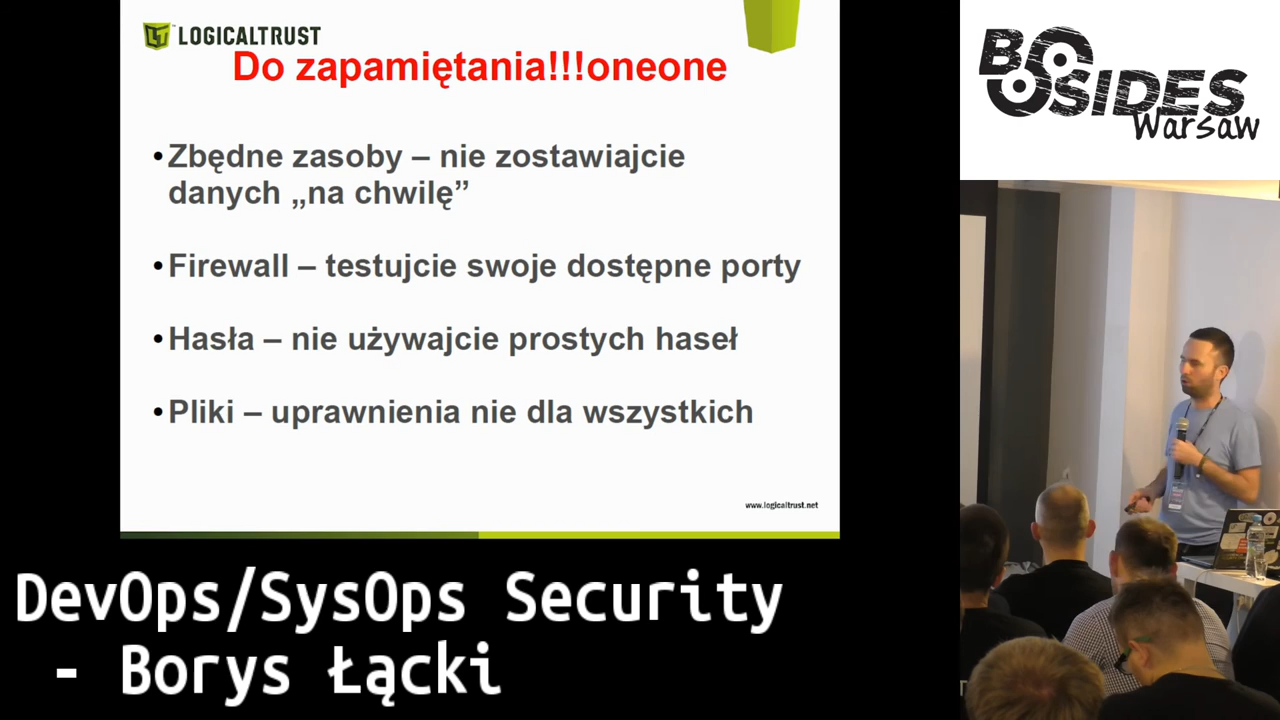 LOGICALTRUST
Do zapamiętania!!!oneone
•Zbędne zasoby – nie zostawiajcie
danych „na chwilę”
•Firewall – testujcie swoje dostępne porty
•Hasła – nie używajcie prostych haseł
•Pliki – uprawnienia nie dla wszystkich
www.logicaltrust.net
DevOps/SysOps Security
- Borys Łącki
BSIDES
Warsaw